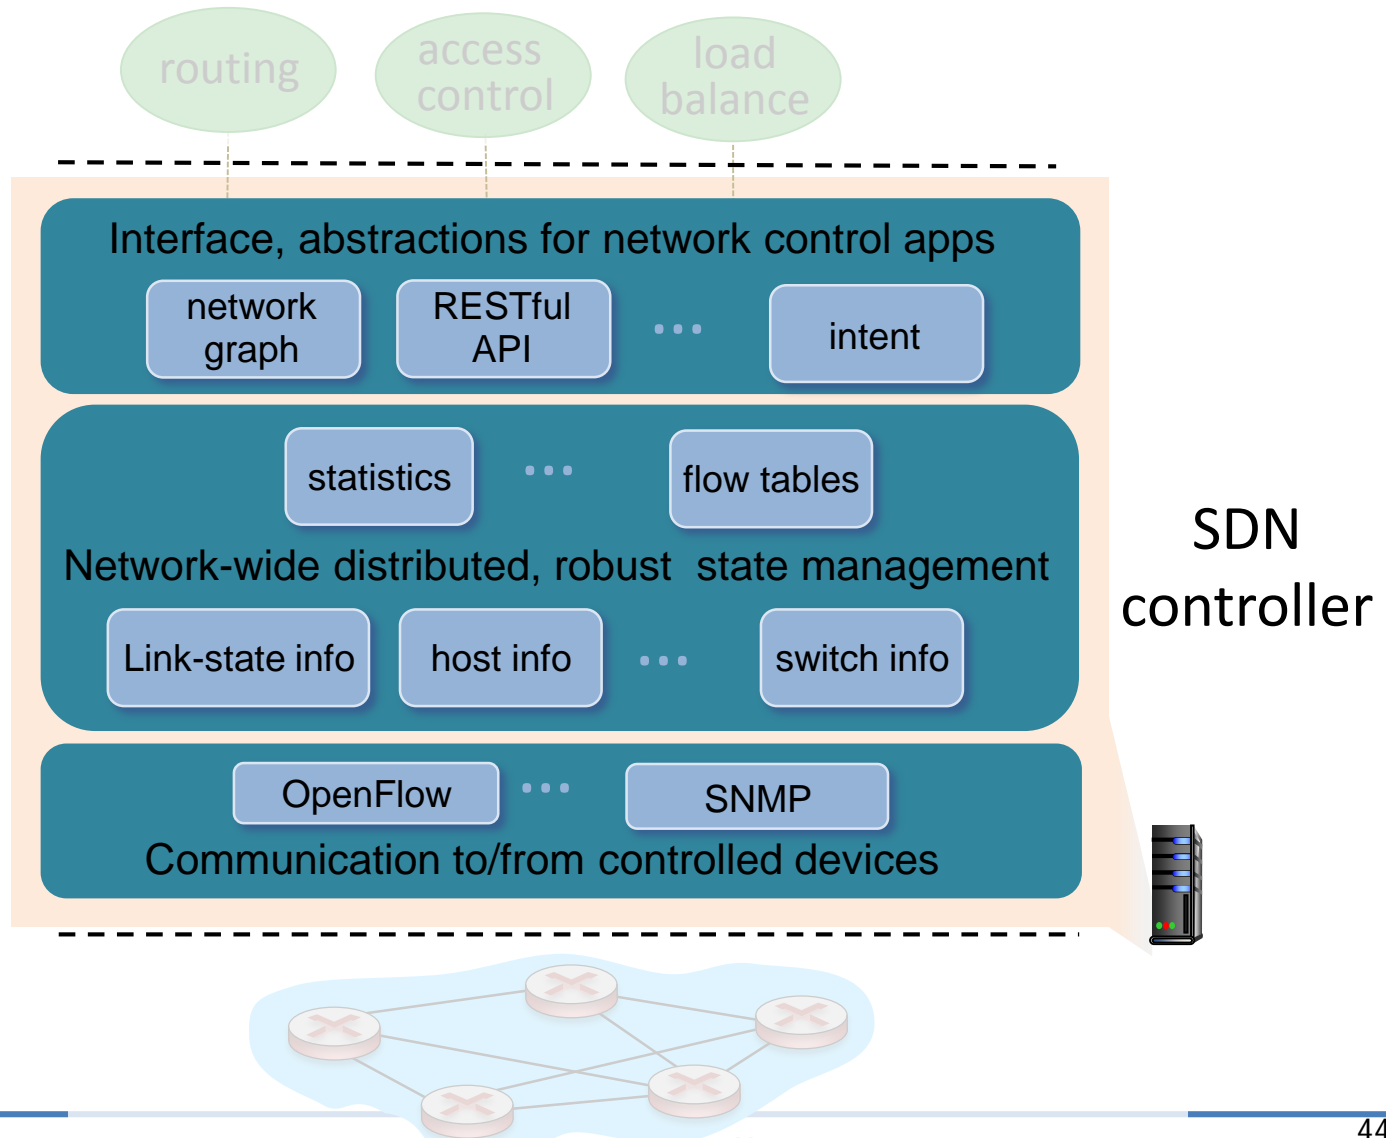 routing
access
control
load
balance
Interface, abstractions for network control apps
network
graph
RESTful
API
...
intent
statistics
...
flow tables
Network-wide distributed, robust  state management
Link-state info
host info
...
switch info
OpenFlow
...
SNMP
Communication to/from controlled devices
SDN
controller
44